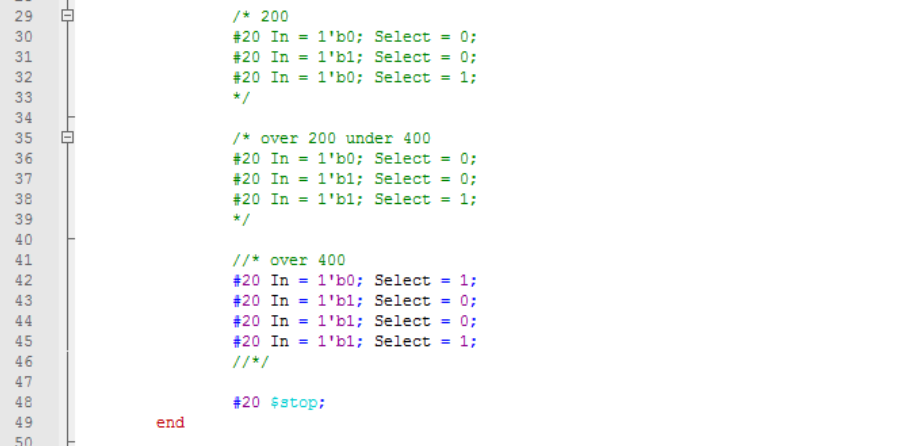 29 /* 200
30 #20 In = 1'b0; Select = 0;
31 #20 In = 1'b1; Select = 0;
32 #20 In = 1'b0; Select = 1;
33 */
34
35 /* over 200 under 400
36 #20 In = 1'b0; Select = 0;
37 #20 In = 1'b1; Select = 0;
38 #20 In = 1'b1; Select = 1;
39 */
40
41 //* over 400
42 #20 In = 1'b0; Select = 1;
43 #20 In = 1'b1; Select = 0;
44 #20 In = 1'b1; Select = 0;
45 #20 In = 1'b1; Select = 1;
46 //*/
47
48 #20 $stop;
49 end
50